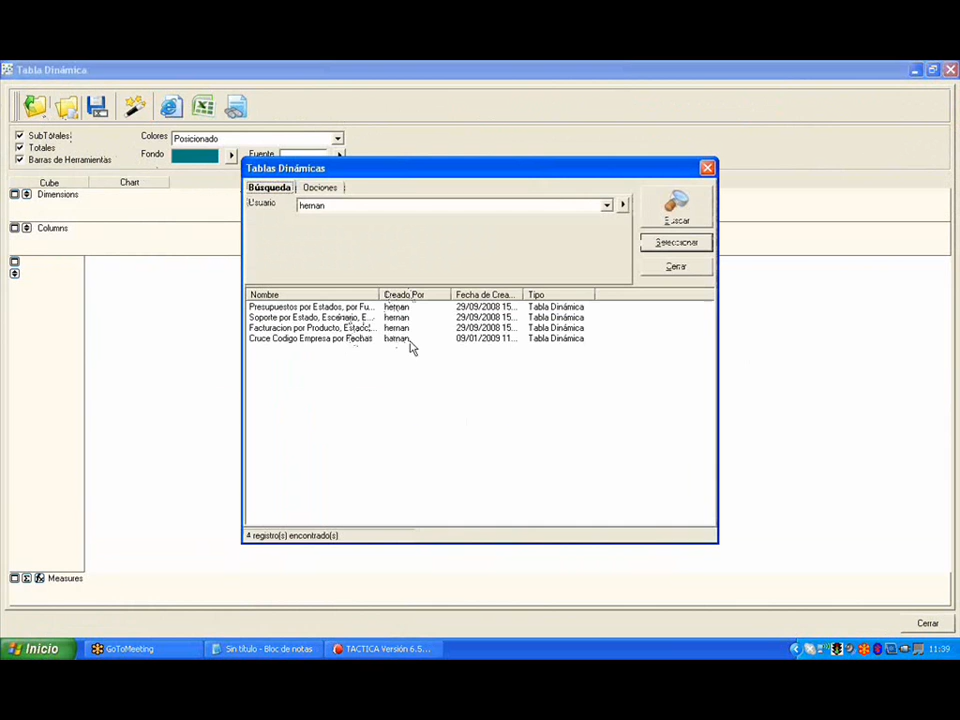 Tabla Dinámica
SubTotales
Totales
Barras de Herramientas
Colores
Posicionado
Fondo
Fuente
Cube
Chart
Dimensions
Columns
Tablas Dinámicas
Búsqueda
Opciones
Usuario
hernan
Buscar
Seleccionar
Cerrar
Nombre
Creado Por
Fecha de Crea...
Tipo
Presupuestos por Estados, por Fu... hernan 29/09/2008 15... Tabla Dinámica
Soporte por Estado, Escenario, E... hernan 29/09/2008 15... Tabla Dinámica
Facturacion por Producto, Estado... hernan 29/09/2008 15... Tabla Dinámica
Cruce Codigo Empresa por Fechas hernan 09/01/2009 11... Tabla Dinámica
4 registro(s) encontrado(s)
Measures
Cerrar
Inicio
GoToMeeting
Sin título - Bloc de notas
TACTICA Versión 6.5...
11:39